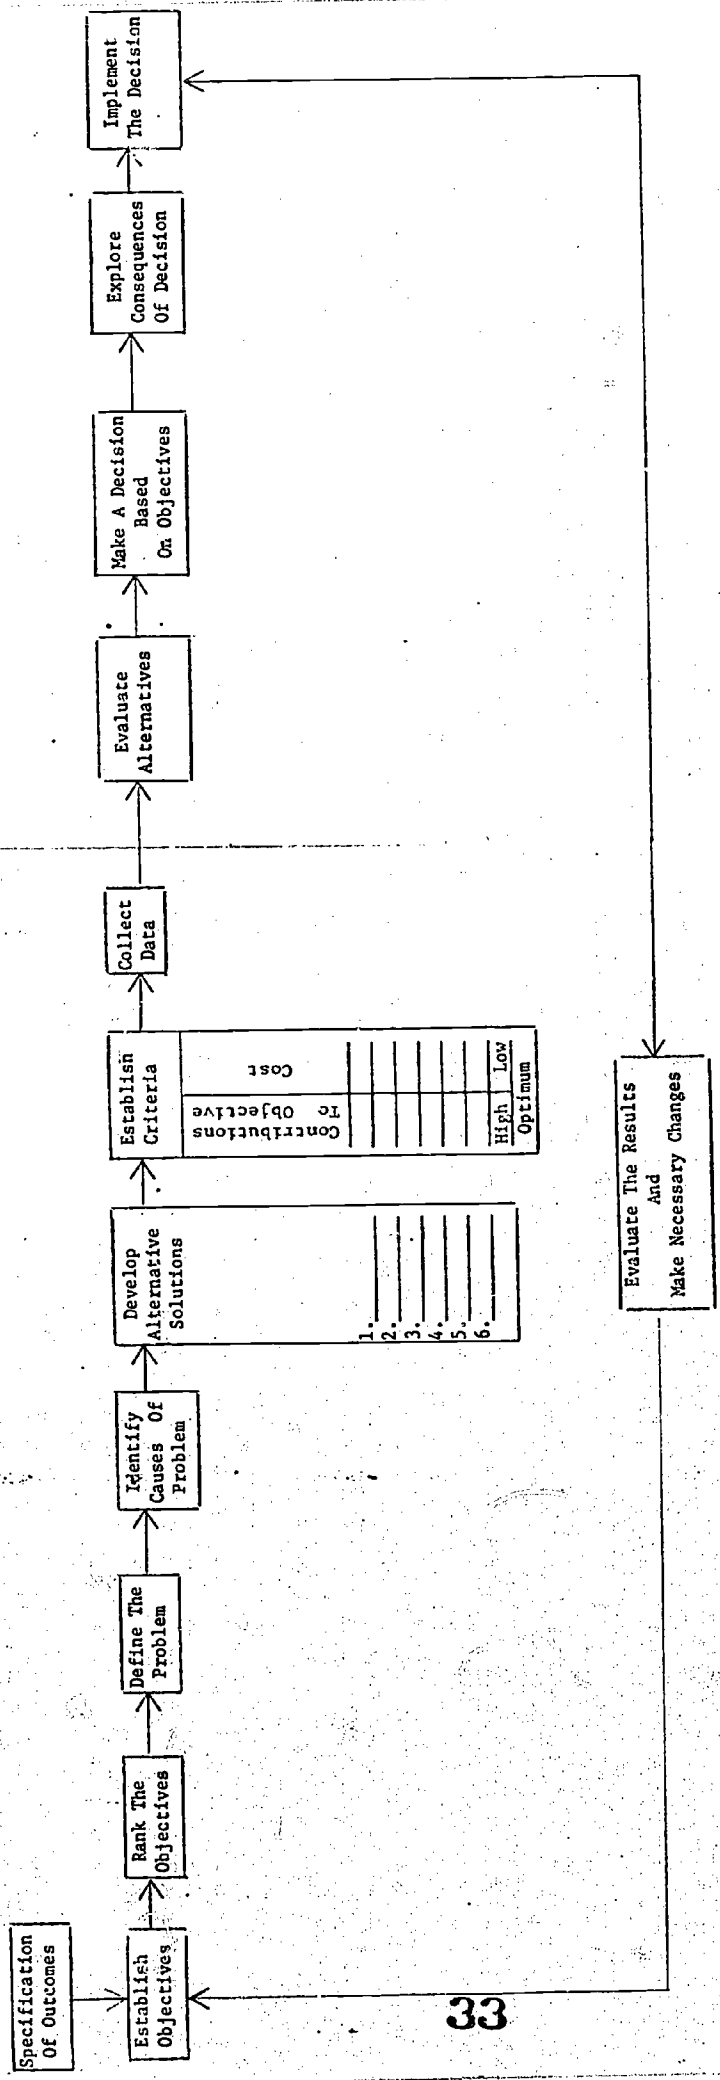 Specification
Of Outcomes
Establish
Objectives
Rank The
Objectives
Define The
Problem
Identify
Causes Of
Problem
Develop
Alternative
Solutions
1.
2.
3.
4.
5.
6.
Establish
Criteria
Contributions
To Objective
Cost
High Low
Optimum
Collect
Data
Evaluate
Alternatives
Make A Decision
Based
On Objectives
Explore
Consequences
Of Decision
Implement
The Decision
Evaluate The Results
And
Make Necessary Changes
33